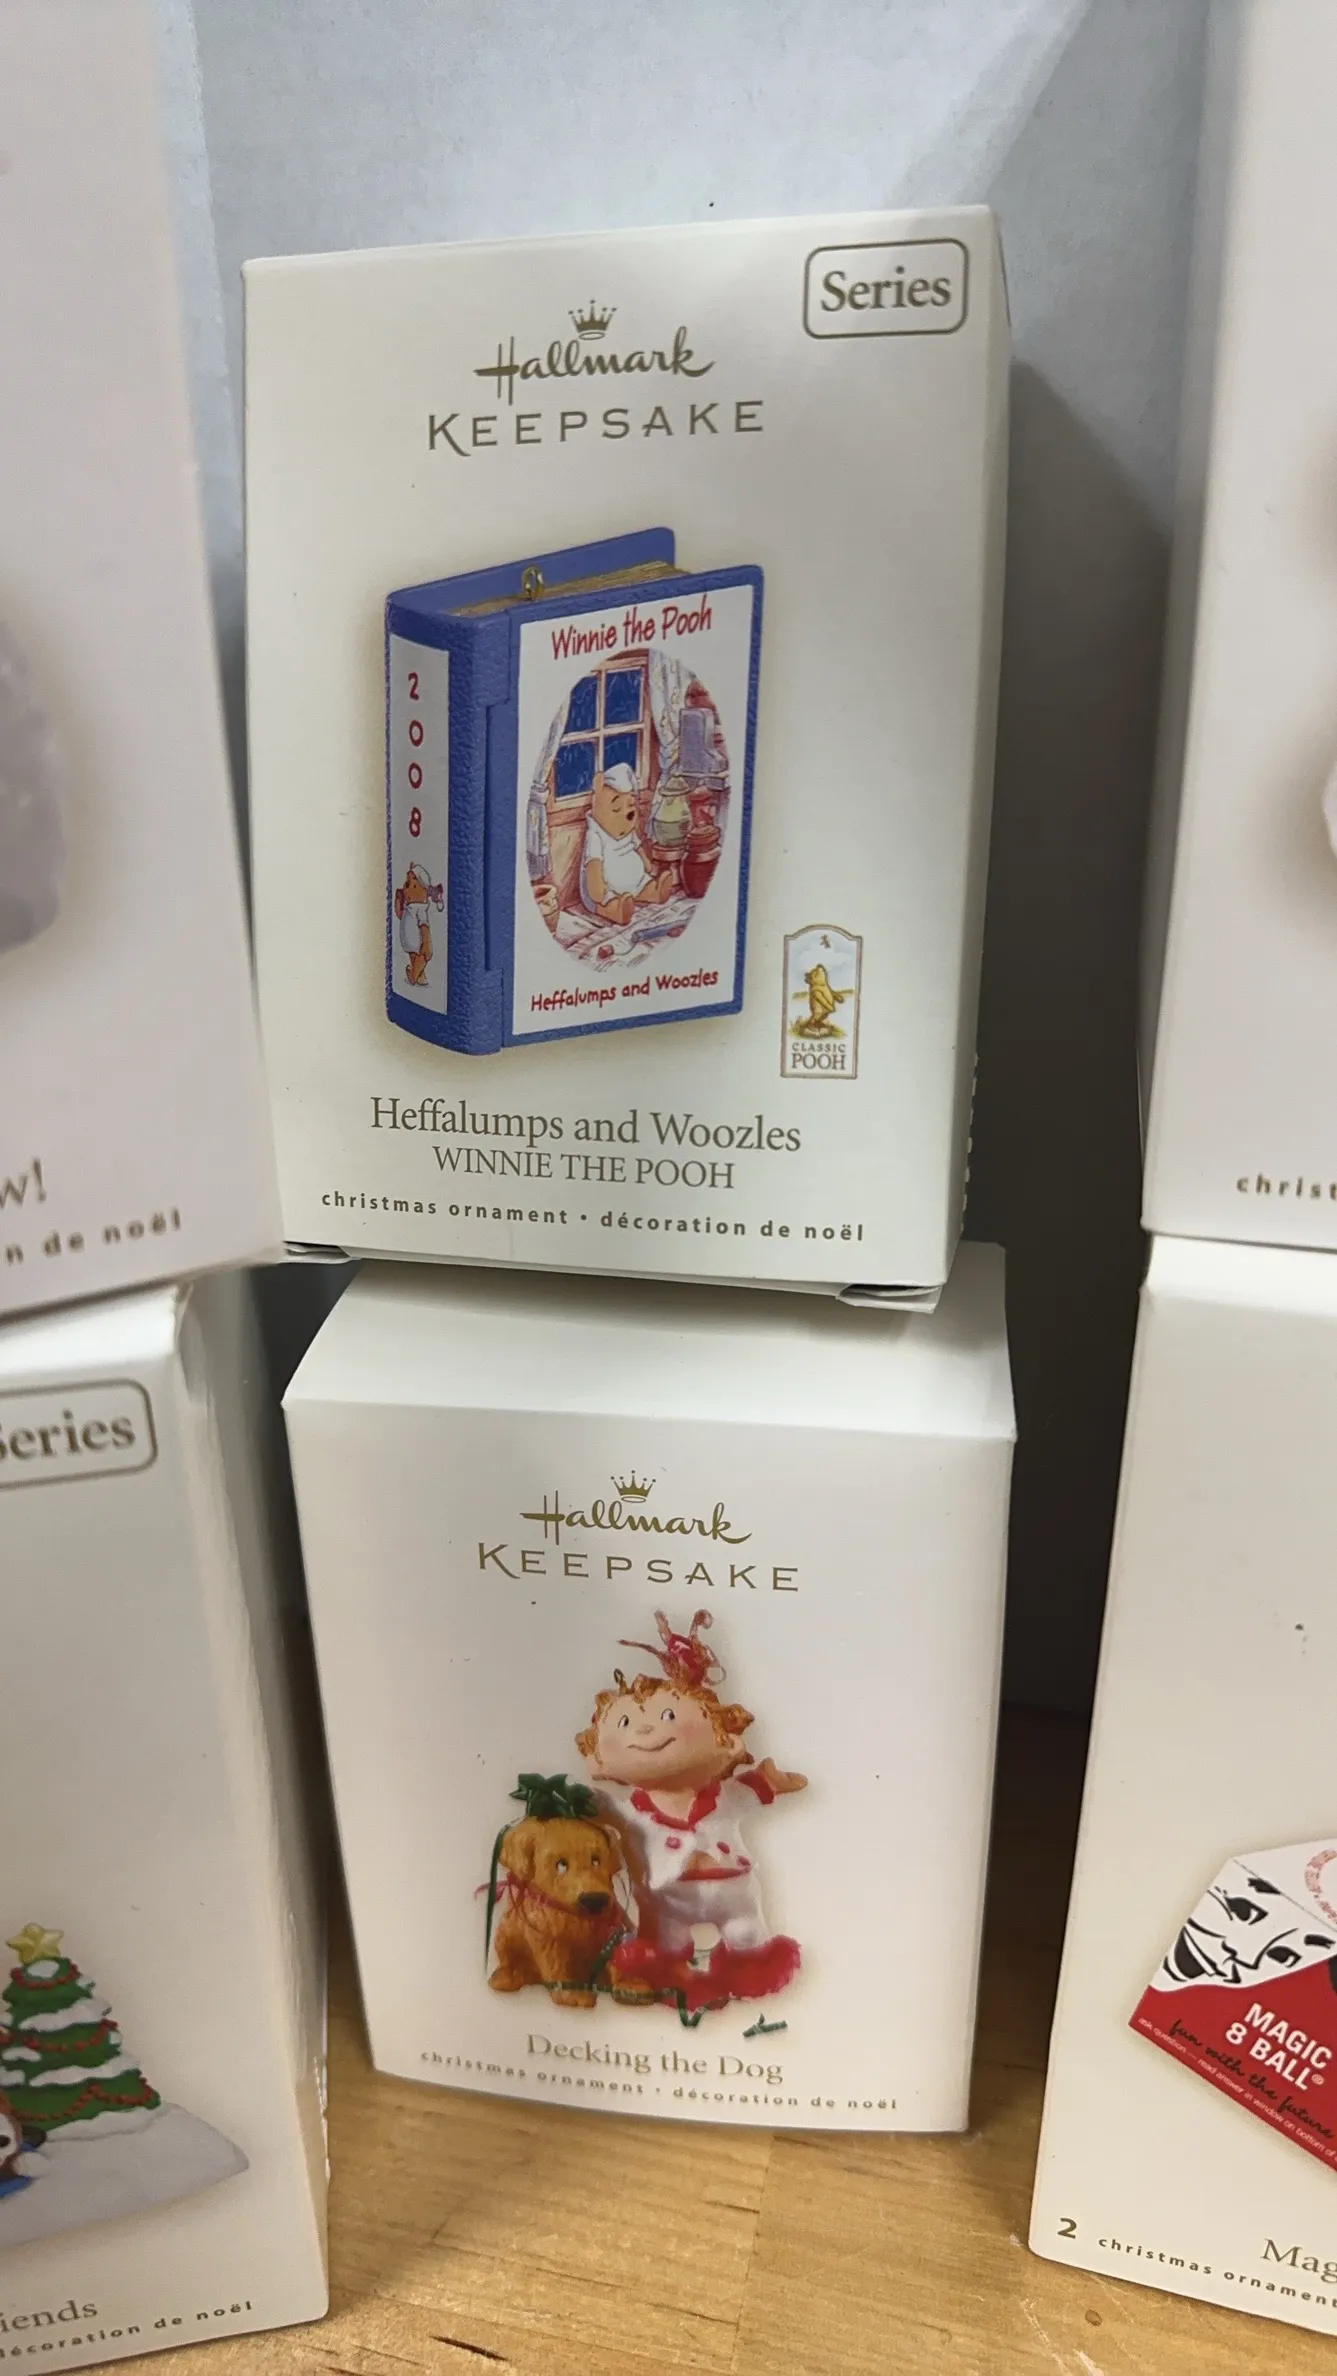 Series
Hallmark
KEEPSAKE
Winnie the Pooh
2008
Heffalumps and Woozles
CLASSIC
POOH
Heffalumps and Woozles
WINNIE THE POOH
christmas ornament • décoration de noël
w!
n de noël
Series
Hallmark
KEEPSAKE
Decking the Dog
christmas ornament • décoration de noël
iends
décoration de noël
christ
MAGIC
8 BALL®
fun with the future
2 christmas ornament
Mag